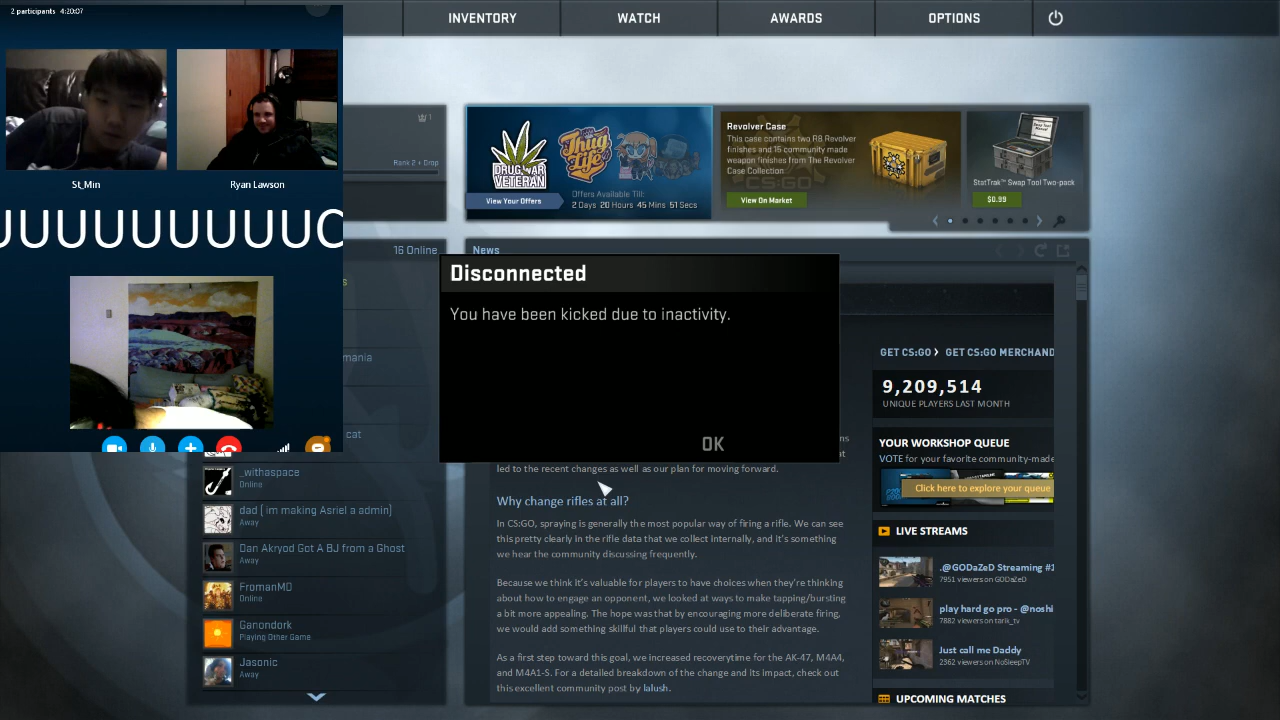 2 participants 4:20:07
INVENTORY
WATCH
AWARDS
OPTIONS
St_Min
Ryan Lawson
UUUUUUUUUC
1
Rank 2 + Drop
DRUG WAR
VETERAN
Thug
Life
View Your Offers
Offers Available Till:
2 Days 20 Hours 45 Mins 51 Secs
Revolver Case
This case contains two R8 Revolver
finishes and 15 community made
weapon finishes from The Revolver
Case Collection
CS:GO
View On Market
StatTrak™ Swap Tool Two-pack
$0.99
16 Online
News
s
mania
.cat
Disconnected
You have been kicked due to inactivity.
OK
_withaspace
Online
dad ( im making Asriel a admin)
Away
Dan Akryod Got A BJ from a Ghost
Away
FromanMD
Online
Ganondork
Playing Other Game
Jasonic
Away
ns
t
led to the recent changes as well as our plan for moving forward.
Why change rifles at all?
In CS:GO, spraying is generally the most popular way of firing a rifle. We can see
this pretty clearly in the rifle data that we collect internally, and it's something
we hear the community discussing frequently.
Because we think it's valuable for players to have choices when they're thinking
about how to engage an opponent, we looked at ways to make tapping/bursting
a bit more appealing. The hope was that by encouraging more deliberate firing,
we would add something skillful that players could use to their advantage.
As a first step toward this goal, we increased recoverytime for the AK-47, M4A4,
and M4A1-S. For a detailed breakdown of the change and its impact, check out
this excellent community post by lalush.
GET CS:GO
GET CS:GO MERCHAND
9,209,514
UNIQUE PLAYERS LAST MONTH
YOUR WORKSHOP QUEUE
VOTE for your favorite community-made
Click here to explore your queue
LIVE STREAMS
.@GODaZeD Streaming #1
7951 viewers on GODaZeD
play hard go pro - @noshi
7882 viewers on tarik_tv
Just call me Daddy
2362 viewers on NoSleepTV
UPCOMING MATCHES